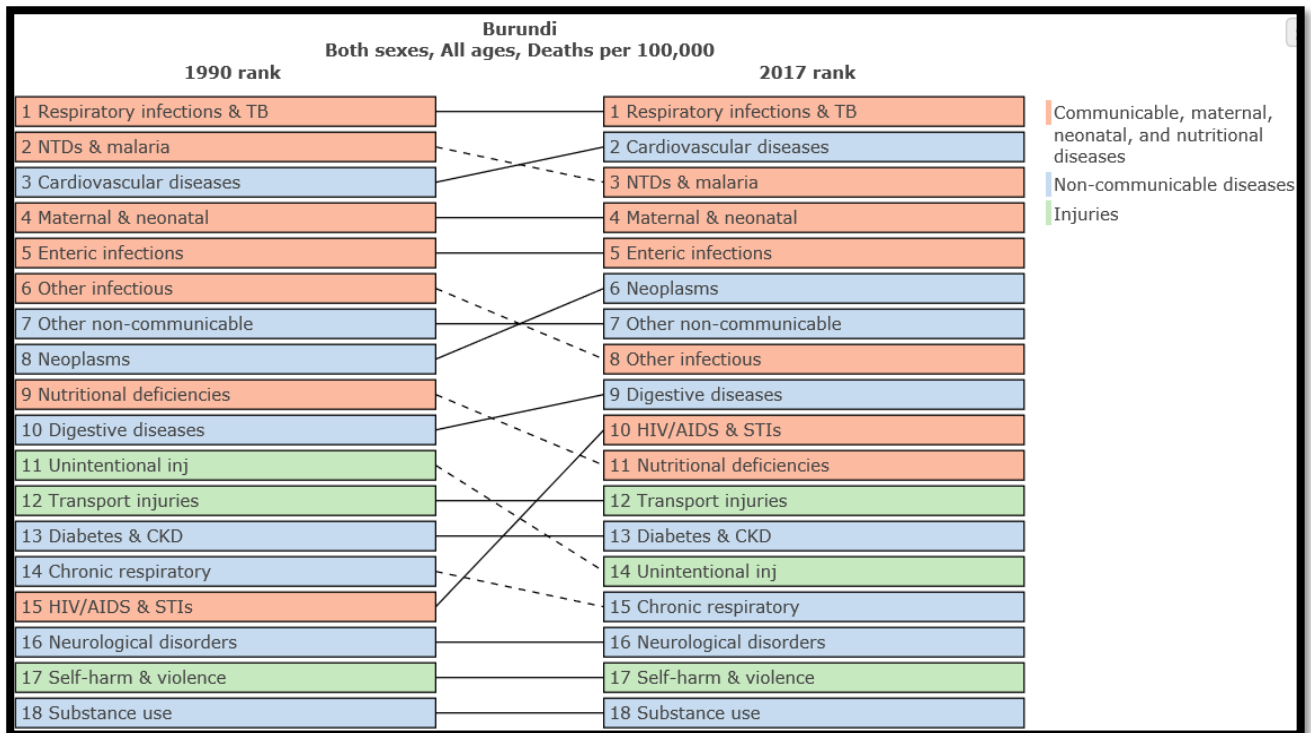 Burundi
Both sexes, All ages, Deaths per 100,000
1990 rank
2017 rank
1 Respiratory infections & TB
2 NTDs & malaria
3 Cardiovascular diseases
4 Maternal & neonatal
5 Enteric infections
6 Other infectious
7 Other non-communicable
8 Neoplasms
9 Nutritional deficiencies
10 Digestive diseases
11 Unintentional inj
12 Transport injuries
13 Diabetes & CKD
14 Chronic respiratory
15 HIV/AIDS & STIs
16 Neurological disorders
17 Self-harm & violence
18 Substance use
1 Respiratory infections & TB
2 Cardiovascular diseases
3 NTDs & malaria
4 Maternal & neonatal
5 Enteric infections
6 Neoplasms
7 Other non-communicable
8 Other infectious
9 Digestive diseases
10 HIV/AIDS & STIs
11 Nutritional deficiencies
12 Transport injuries
13 Diabetes & CKD
14 Unintentional inj
15 Chronic respiratory
16 Neurological disorders
17 Self-harm & violence
18 Substance use
Communicable, maternal,
neonatal, and nutritional
diseases
Non-communicable diseases
Injuries